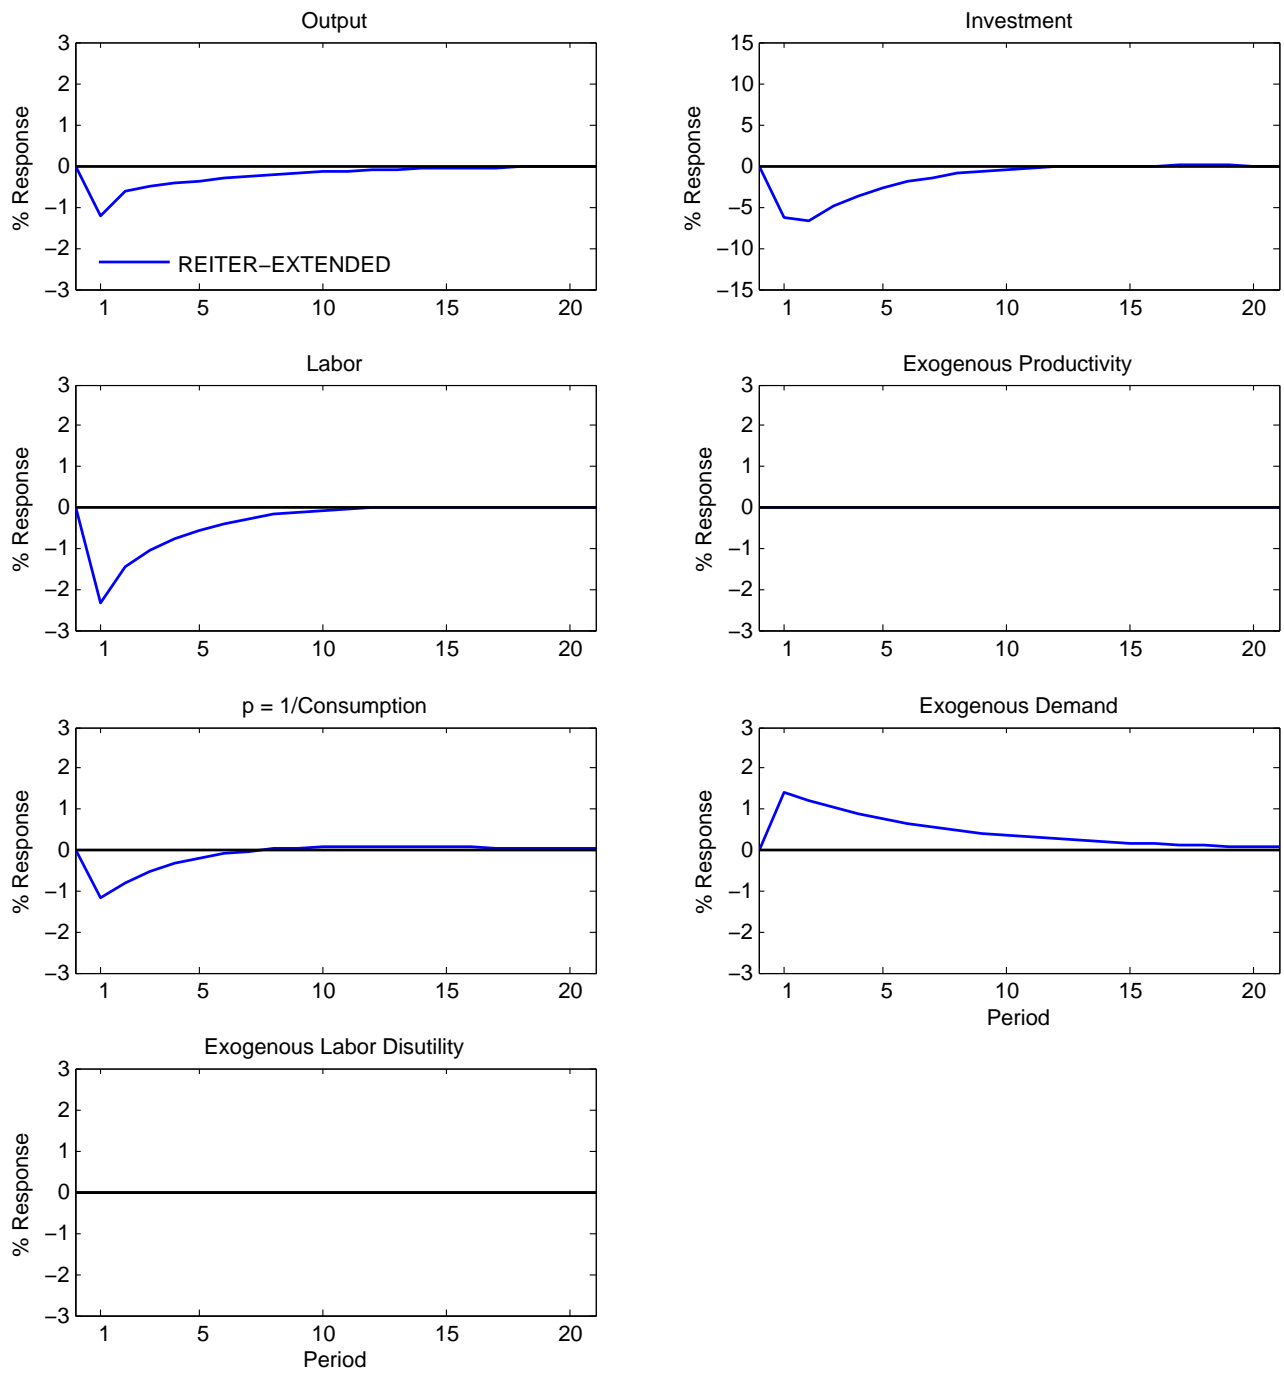 Output
3
2
1
0
−1
−2
−3
% Response
REITER−EXTENDED
1 5 10 15 20
Investment
15
10
5
0
−5
−10
−15
% Response
1 5 10 15 20
Labor
3
2
1
0
−1
−2
−3
% Response
1 5 10 15 20
Exogenous Productivity
3
2
1
0
−1
−2
−3
% Response
1 5 10 15 20
p = 1/Consumption
3
2
1
0
−1
−2
−3
% Response
1 5 10 15 20
Exogenous Demand
3
2
1
0
−1
−2
−3
% Response
1 5 10 15 20
Period
Exogenous Labor Disutility
3
2
1
0
−1
−2
−3
% Response
1 5 10 15 20
Period